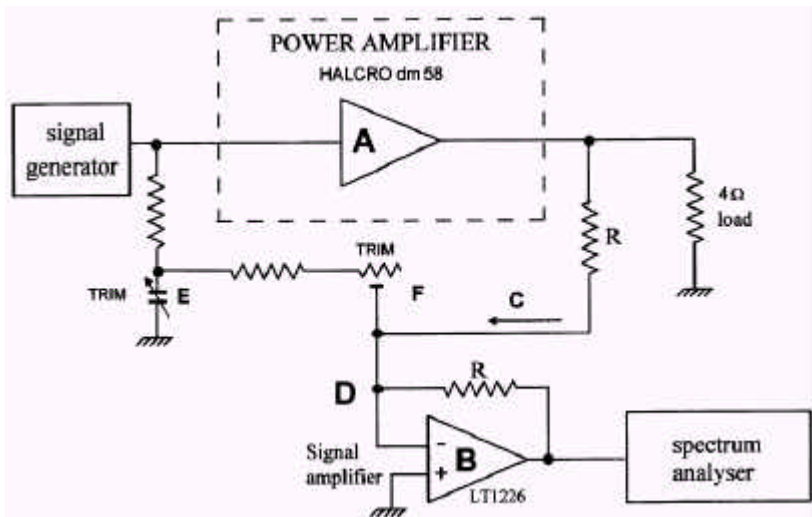 POWER AMPLIFIER
HALCRO dm 58
signal
generator
A
4Ω
load
R
TRIM
TRIM
E
F
C
R
D
Signal
amplifier
-
+
B
LT1226
spectrum
analyser